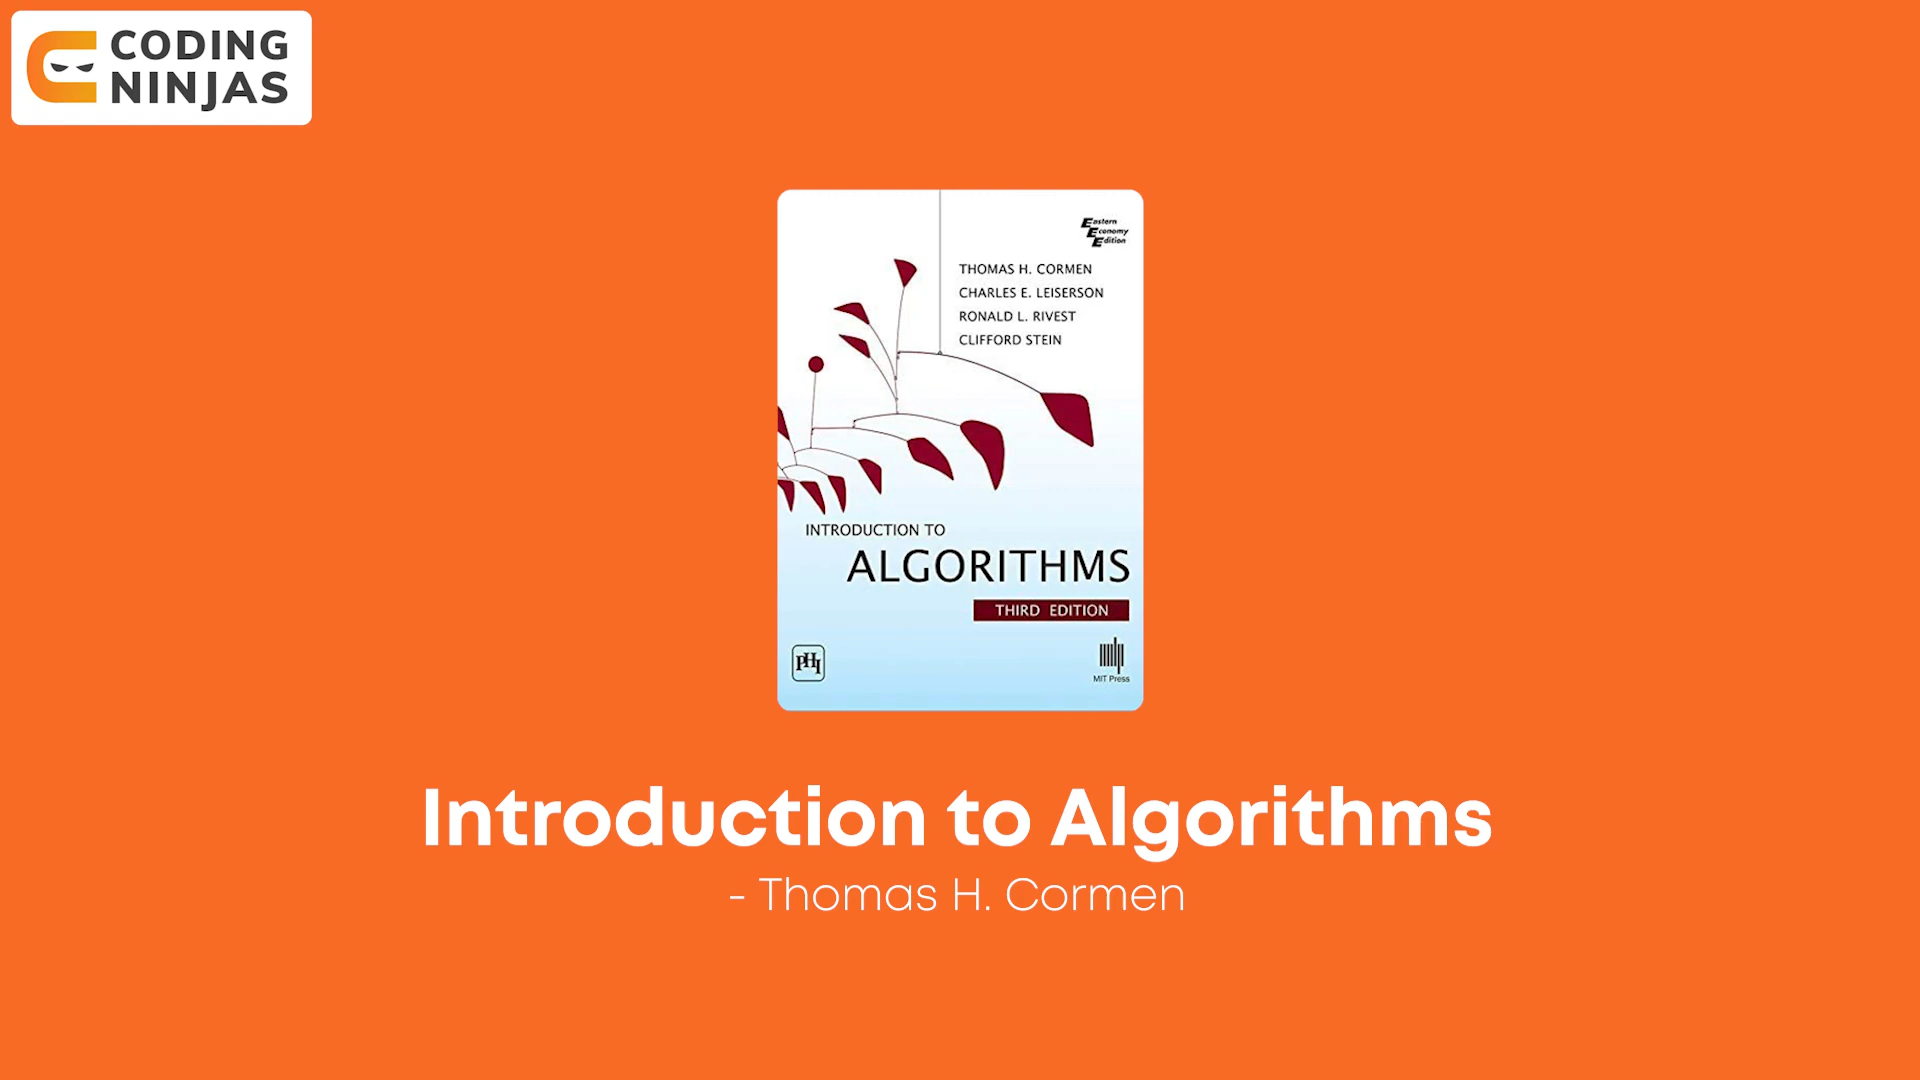 CODING
NINJAS
Eastern
Economy
Edition
THOMAS H. CORMEN
CHARLES E. LEISERSON
RONALD L. RIVEST
CLIFFORD STEIN
INTRODUCTION TO
ALGORITHMS
THIRD EDITION
PHI
MIT Press
Introduction to Algorithms
- Thomas H. Cormen